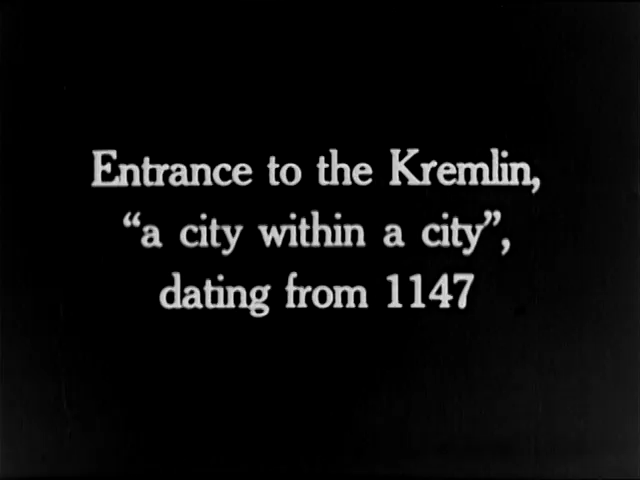 Entrance to the Kremlin,
“a city within a city”,
dating from 1147